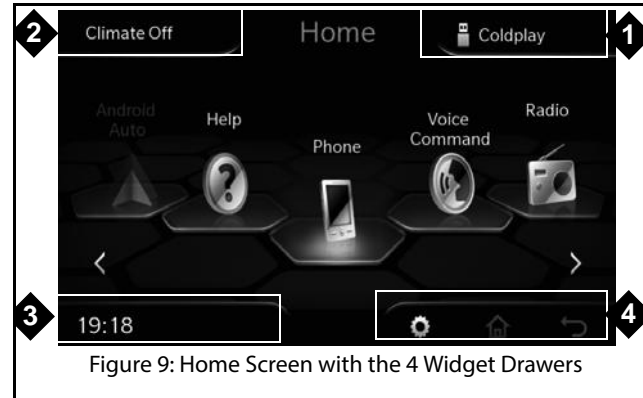 2 Climate Off Home Coldplay 1
Android
Auto
Help
Phone
Voice
Command
Radio
< >
3 19:18 4
Figure 9: Home Screen with the 4 Widget Drawers